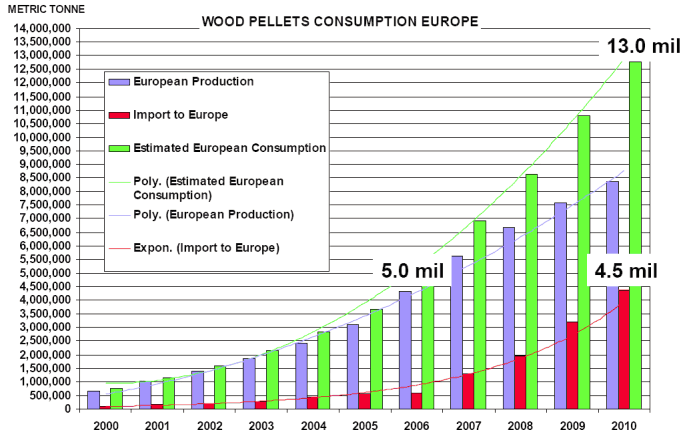 METRIC TONNE
WOOD PELLETS CONSUMPTION EUROPE
14,000,000
13,500,000
13,000,000
12,500,000
12,000,000
11,500,000
11,000,000
10,500,000
10,000,000
9,500,000
9,000,000
8,500,000
8,000,000
7,500,000
7,000,000
6,500,000
6,000,000
5,500,000
5,000,000
4,500,000
4,000,000
3,500,000
3,000,000
2,500,000
2,000,000
1,500,000
1,000,000
500,000
0
European Production
Import to Europe
Estimated European Consumption
Poly. (Estimated European
Consumption)
Poly. (European Production)
Expon. (Import to Europe)
13.0 mil
5.0 mil
4.5 mil
2000 2001 2002 2003 2004 2005 2006 2007 2008 2009 2010